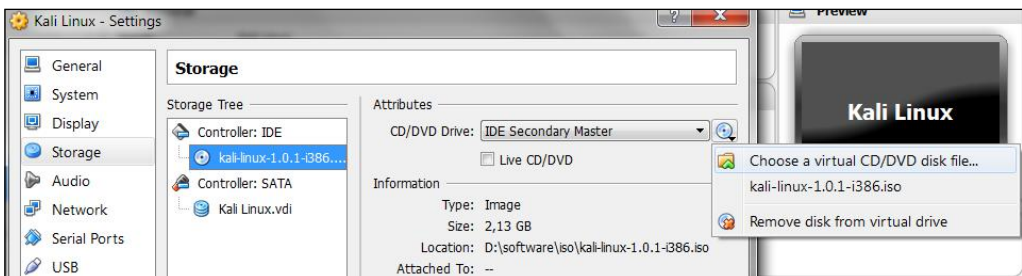 Kali Linux - Settings
?
X
Preview
General
System
Display
Storage
Audio
Network
Serial Ports
USB
Storage
Storage Tree
Controller: IDE
kali-linux-1.0.1-i386....
Controller: SATA
Kali Linux.vdi
Attributes
CD/DVD Drive: IDE Secondary Master
Live CD/DVD
Information
Type: Image
Size: 2,13 GB
Location: D:\software\iso\kali-linux-1.0.1-i386.iso
Attached To: --
Kali Linux
Choose a virtual CD/DVD disk file...
kali-linux-1.0.1-i386.iso
Remove disk from virtual drive